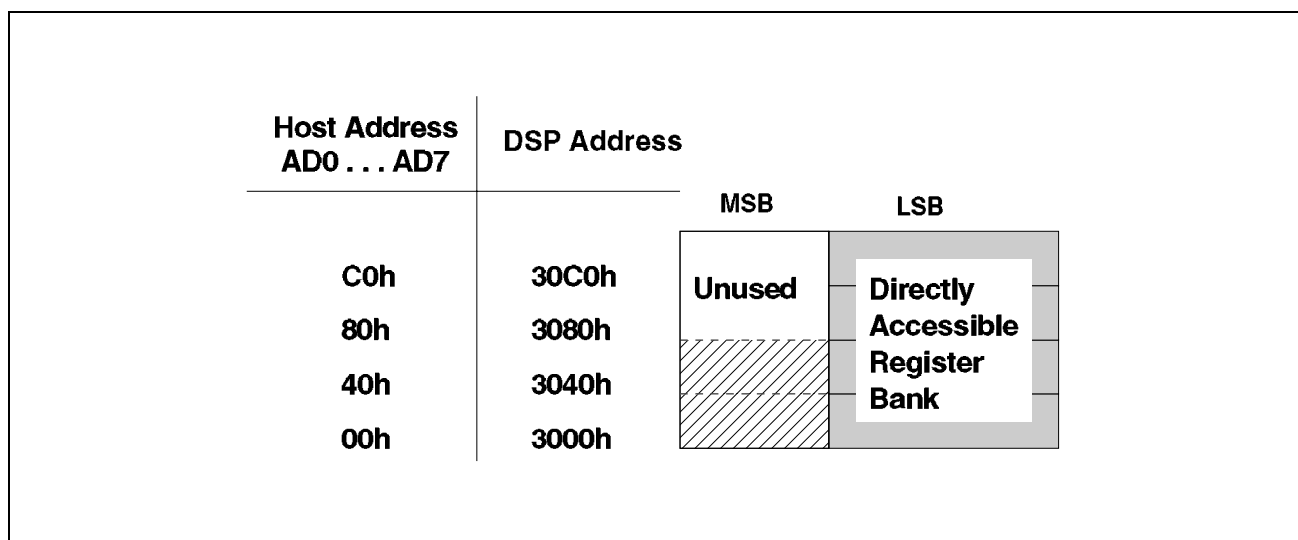 Host Address
AD0 . . . AD7
DSP Address
MSB
LSB
C0h
30C0h
Unused
Directly
80h
3080h
Accessible
40h
3040h
Register
Bank
00h
3000h